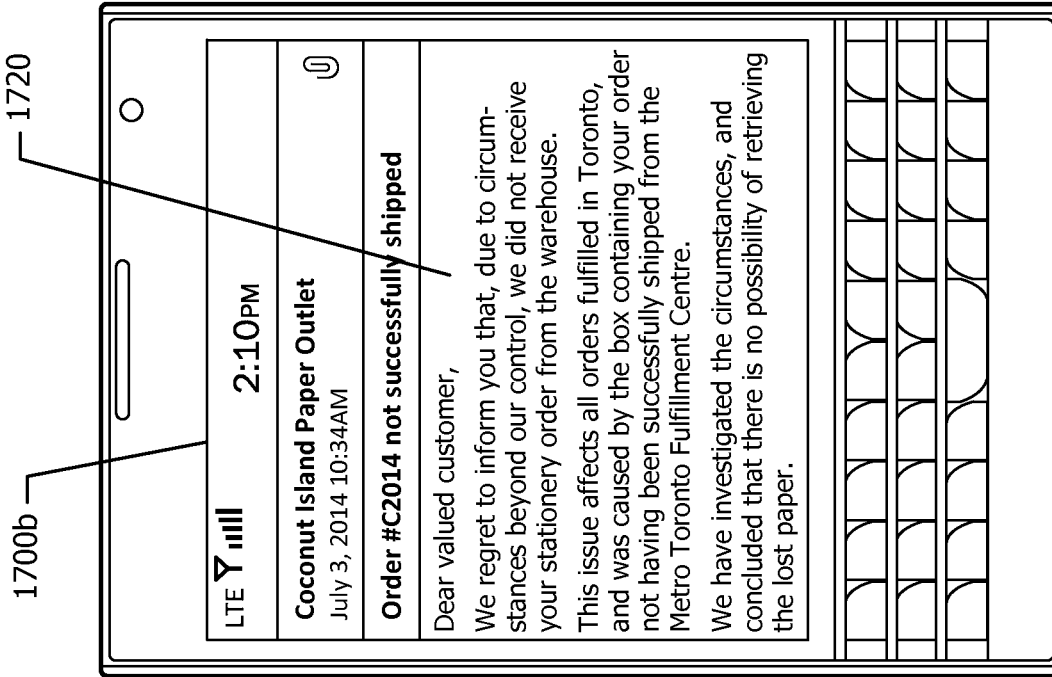 1700b
1720
LTE 2:10PM
Coconut Island Paper Outlet
July 3, 2014 10:34AM
Order #C2014 not successfully shipped
Dear valued customer,
We regret to inform you that, due to circum-
stances beyond our control, we did not receive
your stationery order from the warehouse.
This issue affects all orders fulfilled in Toronto,
and was caused by the box containing your order
not having been successfully shipped from the
Metro Toronto Fulfillment Centre.
We have investigated the circumstances, and
concluded that there is no possibility of retrieving
the lost paper.